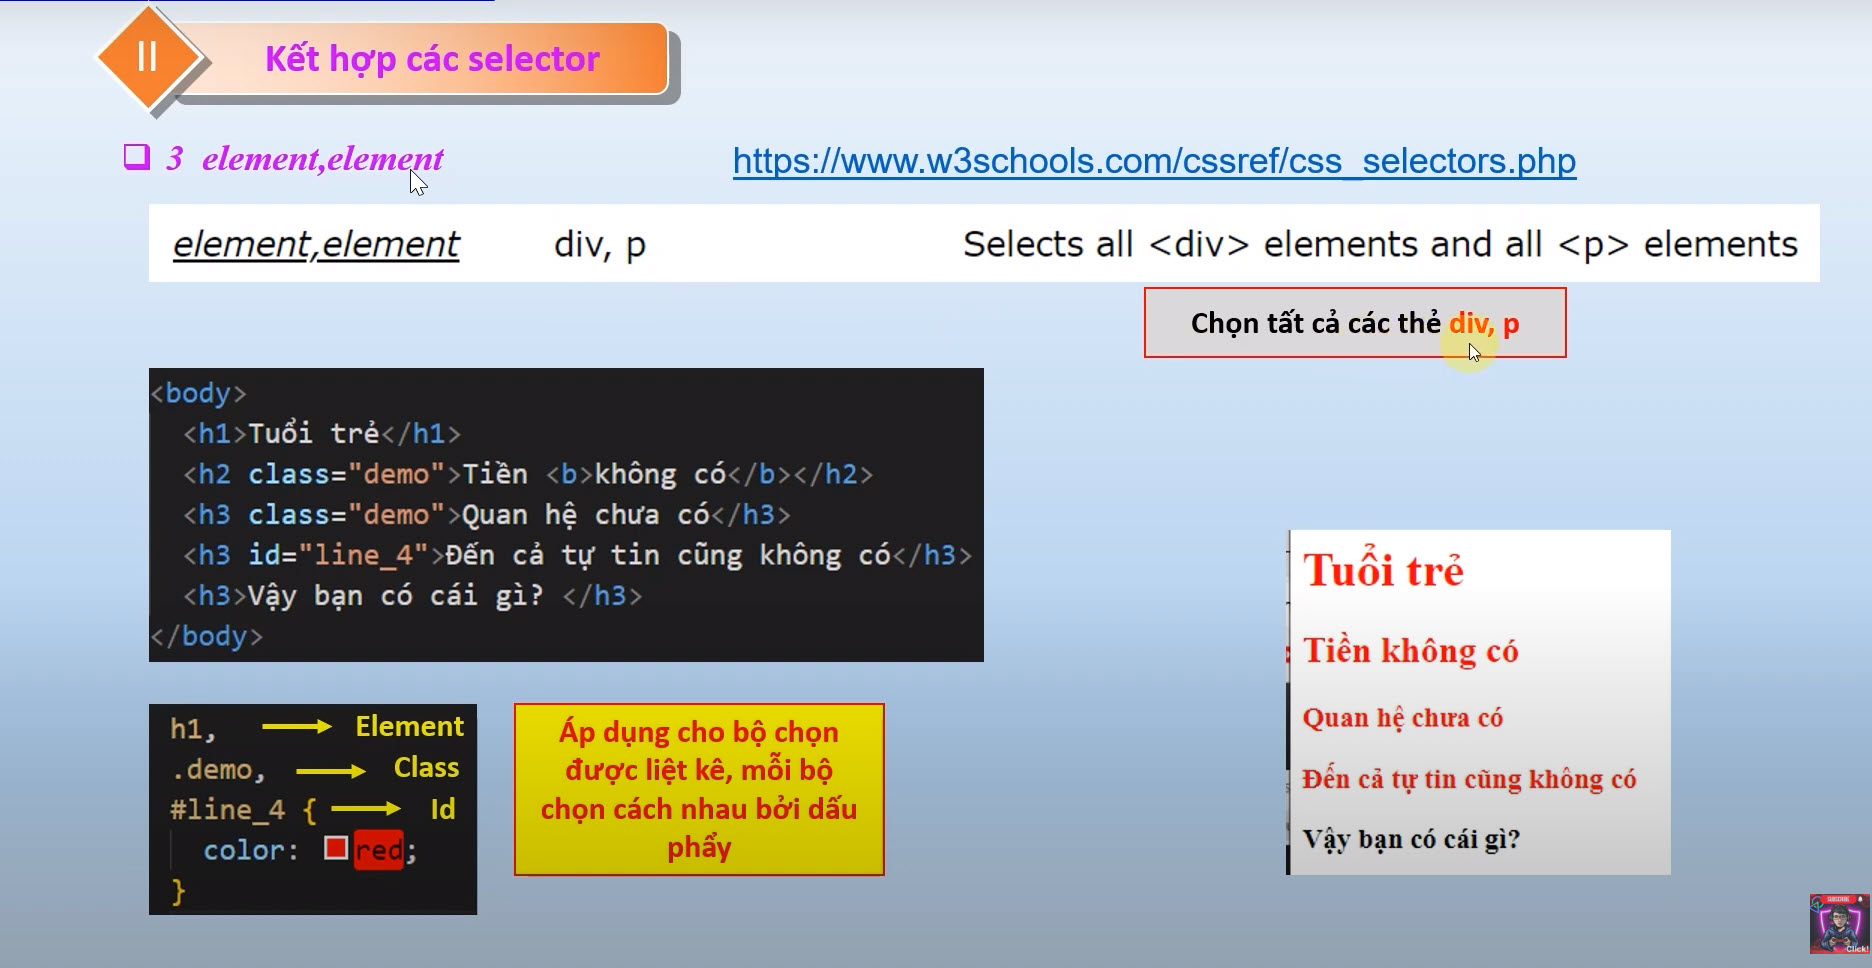 II
Kết hợp các selector
3 element,element
https://www.w3schools.com/cssref/css_selectors.php
element,element div, p Selects all <div> elements and all <p> elements
Chọn tất cả các thẻ div, p
<body>
<h1>Tuổi trẻ</h1>
<h2 class="demo">Tiền <b>không có</b></h2>
<h3 class="demo">Quan hệ chưa có</h3>
<h3 id="line_4">Đến cả tự tin cũng không có</h3>
<h3>Vậy bạn có cái gì? </h3>
</body>
h1, Element
.demo, Class
#line_4 { Id
color: red;
}
Áp dụng cho bộ chọn
được liệt kê, mỗi bộ
chọn cách nhau bởi dấu
phẩy
Tuổi trẻ
Tiền không có
Quan hệ chưa có
Đến cả tự tin cũng không có
Vậy bạn có cái gì?
SUBSCRIBE
Click!